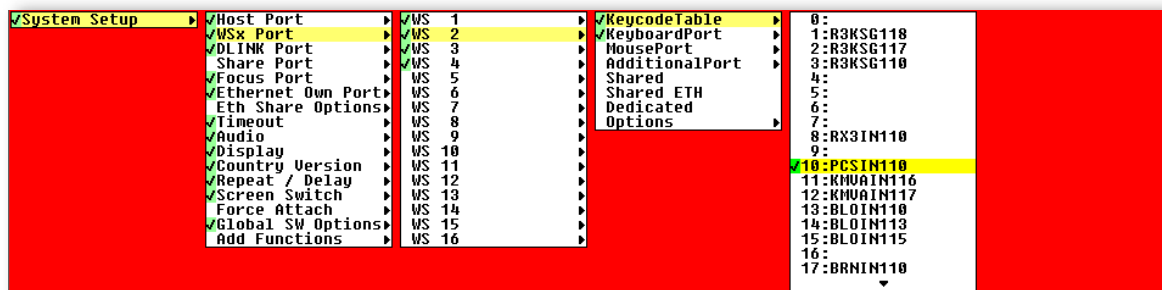 System Setup
Host Port
WSx Port
DLINK Port
Share Port
Focus Port
Ethernet Own Port
Eth Share Options
Timeout
Audio
Display
Country Version
Repeat / Delay
Screen Switch
Force Attach
Global SW Options
Add Functions
WS 1
WS 2
WS 3
WS 4
WS 5
WS 6
WS 7
WS 8
WS 9
WS 10
WS 11
WS 12
WS 13
WS 14
WS 15
WS 16
KeycodeTable
KeyboardPort
MousePort
AdditionalPort
Shared
Shared ETH
Dedicated
Options
0:
1:R3KSG118
2:R3KSG117
3:R3KSG110
4:
5:
6:
7:
8:RX3IN110
9:
10:PCSIN110
11:KMVAIN116
12:KMVAIN117
13:BLOIN110
14:BLOIN113
15:BLOIN115
16:
17:BRNIN110